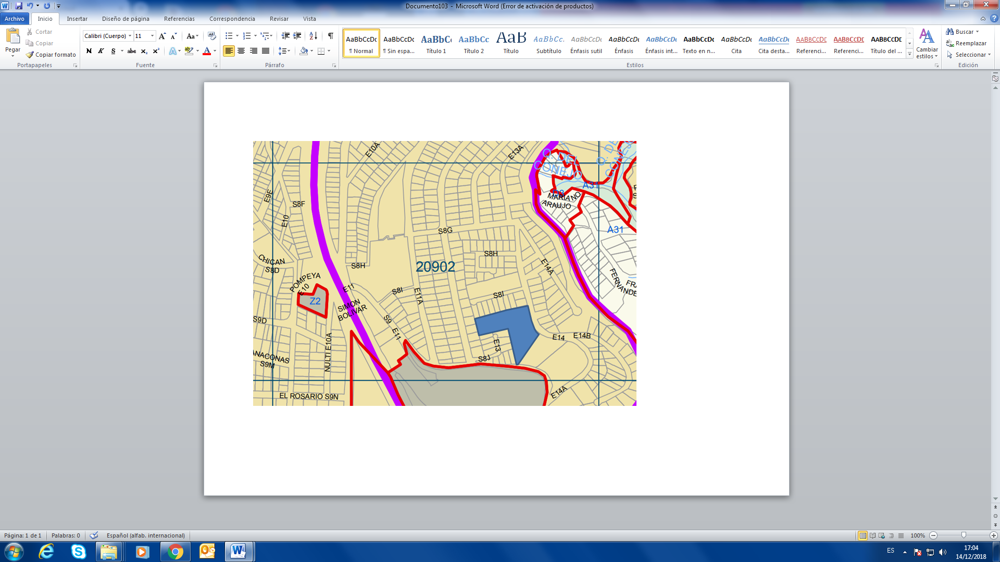 Documento103 - Microsoft Word (Error de activación de productos)
Archivo Inicio Insertar Diseño de página Referencias Correspondencia Revisar Vista
Pegar
Cortar
Copiar
Copiar formato
Portapapeles
Calibri (Cuerpo) 11
N K S abc x₂ x²
Fuente
Párrafo
AaBbCcDc AaBbCcDc AaBbC AaBbCc AaB AaBbCc. AaBbCcDc AaBbCcDc AaBbCcDc AaBbCcDc AaBbCcDc AaBbCcDc AABBCCDE AABBCCDE AABBCCDE
¶ Normal ¶ Sin espa... Título 1 Título 2 Título Subtítulo Énfasis sutil Énfasis Énfasis int... Texto en n... Cita Cita desta... Referenci... Referenci... Título del ...
Cambiar
estilos
Estilos
Buscar
Reemplazar
Seleccionar
Edición
E10A
E13A
Q. DEL
CONEJO
Q. DE
CONEJ
A31
MARIANO
ARAUJO
A31
E9E
S8F
E10
S8G
20902
S8H
S8H
E14A
CHICAN
S8D
POMPEYA
E10
Z2
E11
S8I
E11A
S8I
SIMON
BOLIVAR
S9
E11
FERNANDE
FRA
S9D
NULTI E10A
E13
E14
E14B
S8J
ANACONAS
S9M
EL ROSARIO S9N
E14A
Página: 1 de 1 Palabras: 0 Español (alfab. internacional) 100%
ES
17:04
14/12/2018